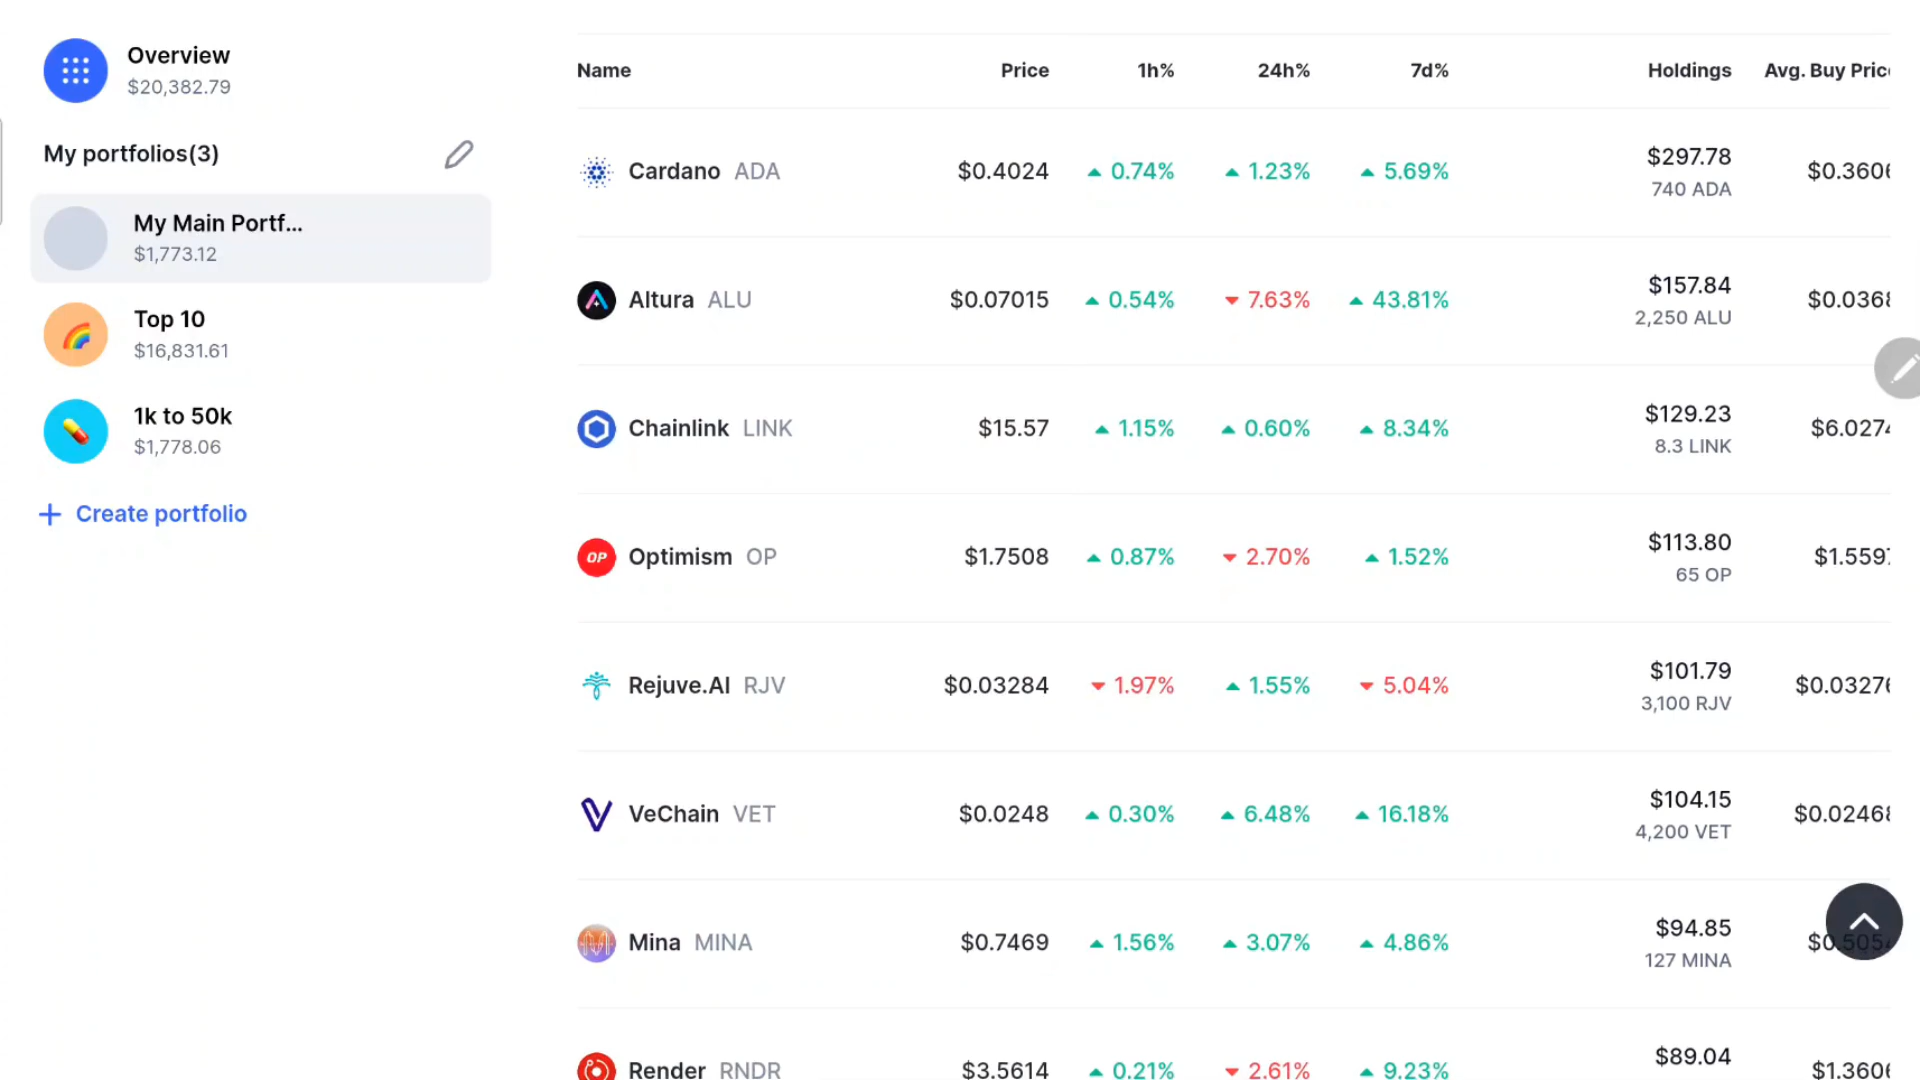 Overview
$20,382.79
My portfolios(3)
My Main Portf...
$1,773.12
Top 10
$16,831.61
1k to 50k
$1,778.06
+ Create portfolio
Name Price 1h% 24h% 7d% Holdings Avg. Buy
Cardano ADA $0.4024 0.74% 1.23% 5.69% $297.78
740 ADA
Altura ALU $0.07015 0.54% 7.63% 43.81% $157.84
2,250 ALU
Chainlink LINK $15.57 1.15% 0.60% 8.34% $129.23
8.3 LINK
Optimism OP $1.7508 0.87% 2.70% 1.52% $113.80
65 OP
Rejuve.AI RJV $0.03284 1.97% 1.55% 5.04% $101.79
3,100 RJV
VeChain VET $0.0248 0.30% 6.48% 16.18% $104.15
4,200 VET
Mina MINA $0.7469 1.56% 3.07% 4.86% $94.85
127 MINA
Render RNDR $3.5614 0.21% 2.61% 9.23% $89.04